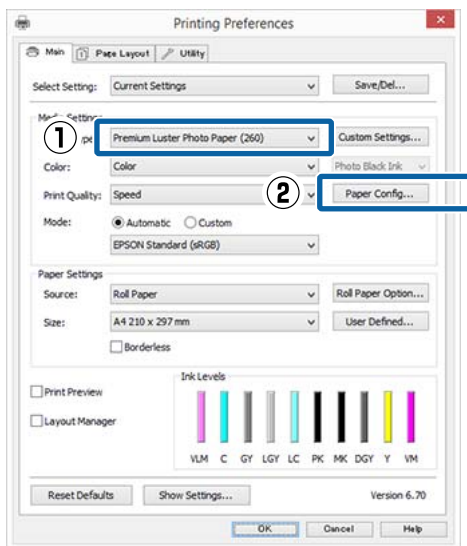 Printing Preferences
Main Page Layout Utility
Select Setting: Current Settings Save/Del...
Media Settings
① Premium Luster Photo Paper (260) Custom Settings...
Color: Color Photo Black Ink
②
Print Quality: Speed Paper Config...
Mode: Automatic Custom
EPSON Standard (sRGB)
Paper Settings
Source: Roll Paper Roll Paper Option...
Size: A4 210 x 297 mm User Defined...
Borderless
Ink Levels
Print Preview
Layout Manager
VLM C GY LGY LC PK MK DGY Y VM
Reset Defaults Show Settings... Version 6.70
OK Cancel Help